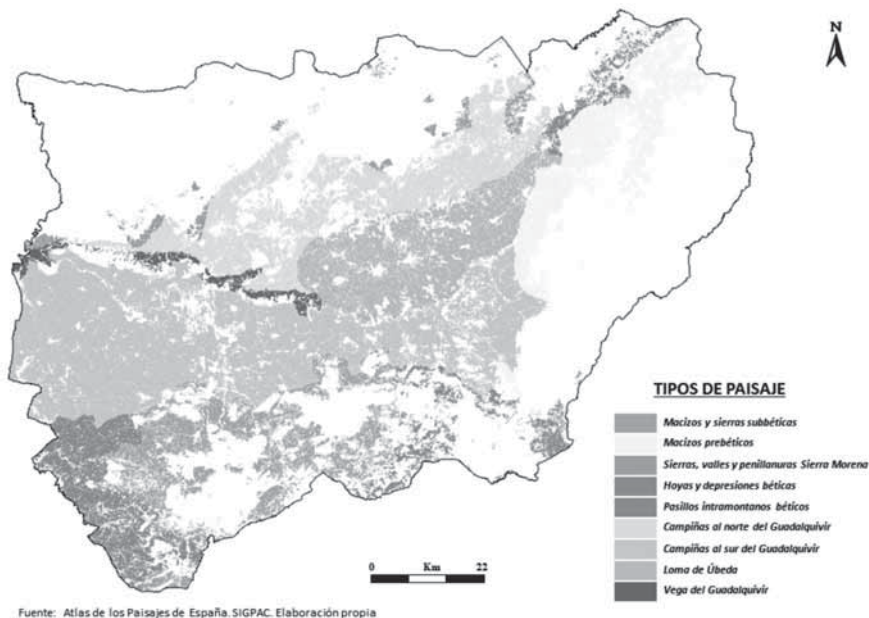 N
TIPOS DE PAISAJE
Macizos y sierras subbéticas
Macizos prebéticos
Sierras, valles y penillanuras Sierra Morena
Hoyas y depresiones béticas
Pasillos intramontanos béticos
Campiñas al norte del Guadalquivir
Campiñas al sur del Guadalquivir
Loma de Úbeda
Vega del Guadalquivir
0 Km 22
Fuente: Atlas de los Paisajes de España. SIGPAC. Elaboración propia